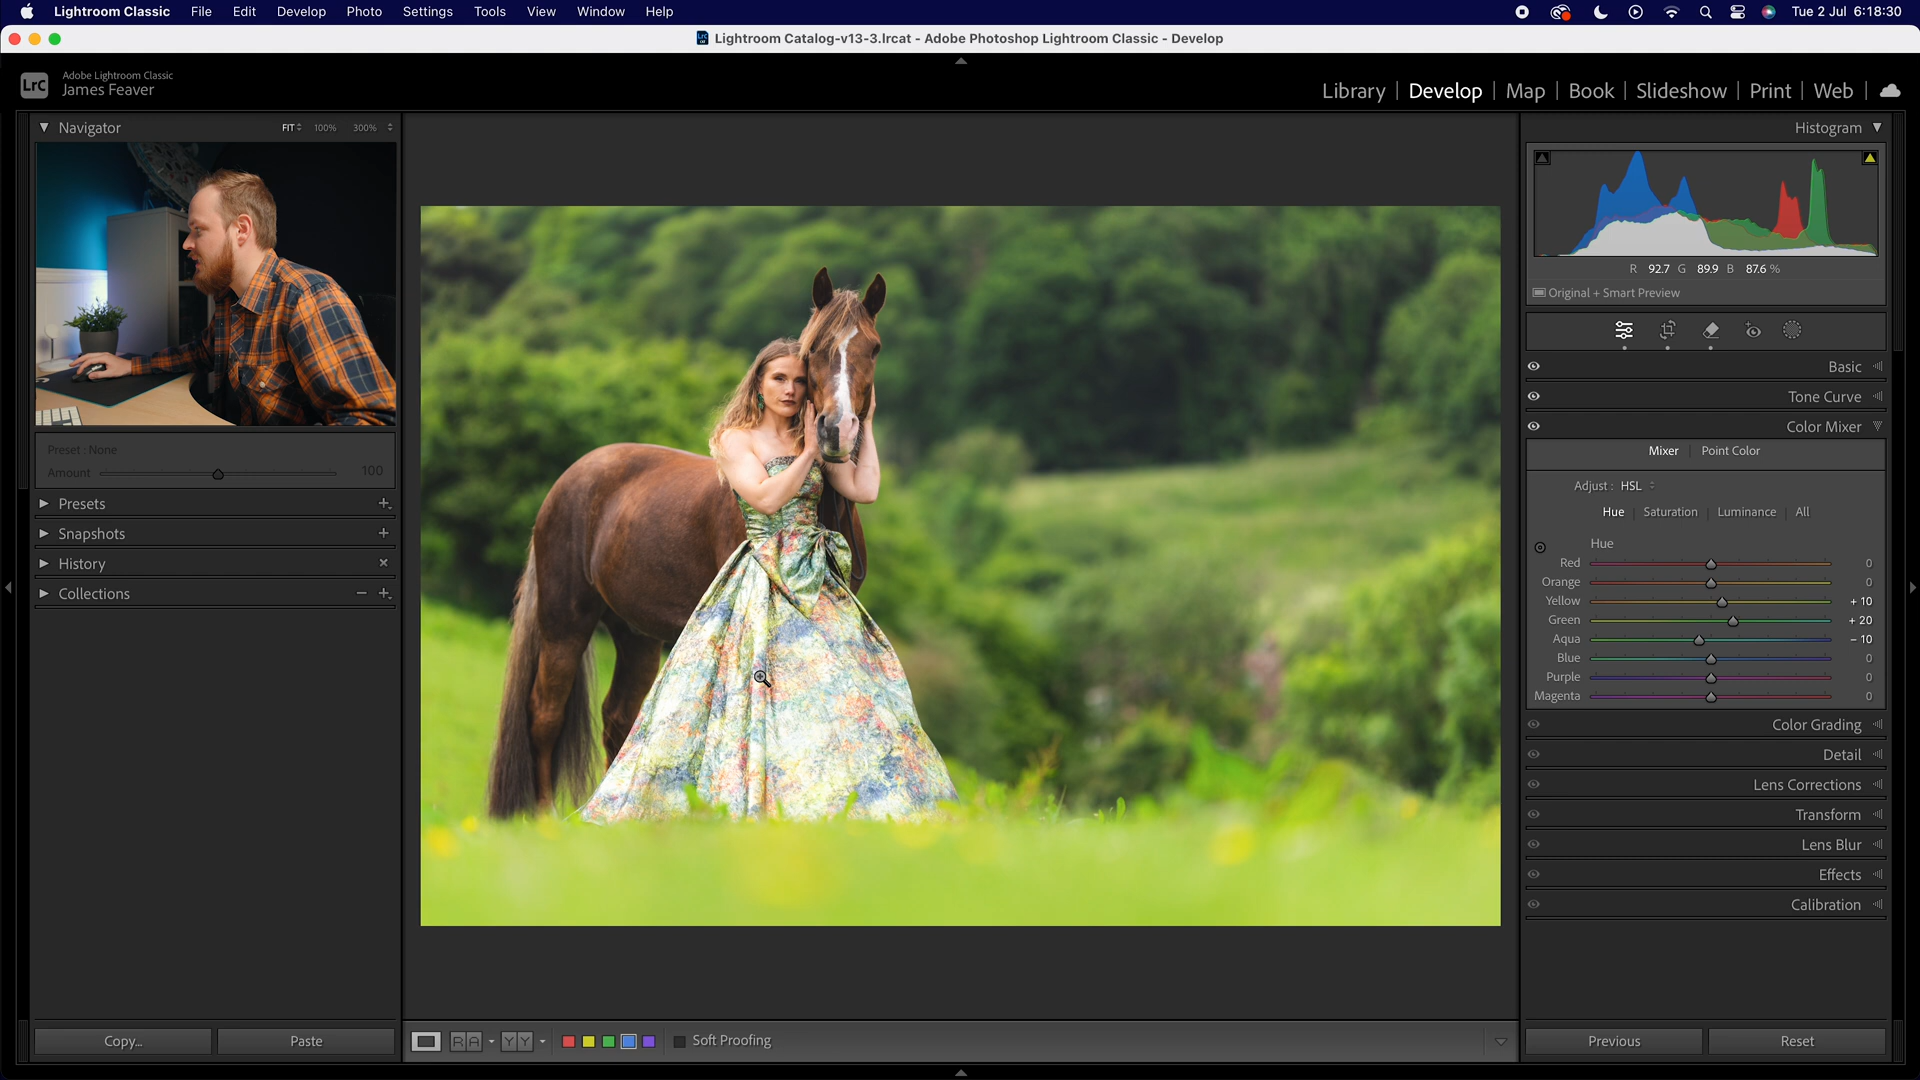 Lightroom Classic File Edit Develop Photo Settings Tools View Window Help Tue 2 Jul 6:18:30
Lightroom Catalog-v13-3.lrcat - Adobe Photoshop Lightroom Classic - Develop
LrC
Adobe Lightroom Classic
James Feaver
Library | Develop | Map | Book | Slideshow | Print | Web
Navigator FIT 100% 300%
Preset : None
Amount 100
Presets
Snapshots
History
Collections
Copy... Paste
R A Y Y Soft Proofing
Histogram
R 92.7 G 89.9 B 87.6 %
Original + Smart Preview
Basic
Tone Curve
Color Mixer
Mixer | Point Color
Adjust : HSL
Hue | Saturation | Luminance | All
Hue
Red 0
Orange 0
Yellow + 10
Green + 20
Aqua – 10
Blue 0
Purple 0
Magenta 0
Color Grading
Detail
Lens Corrections
Transform
Lens Blur
Effects
Calibration
Previous Reset